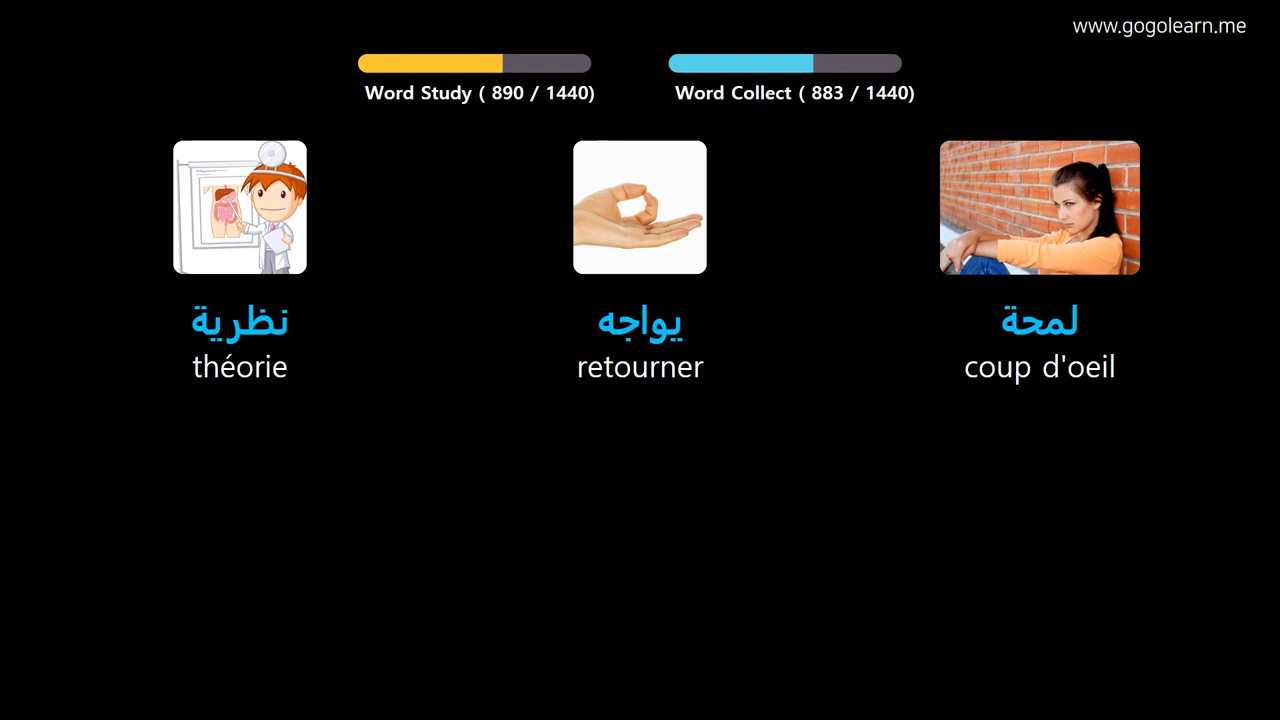 www.gogolearn.me
Word Study ( 890 / 1440)
Word Collect ( 883 / 1440)
نظرية
théorie
يواجه
retourner
لمحة
coup d'oeil